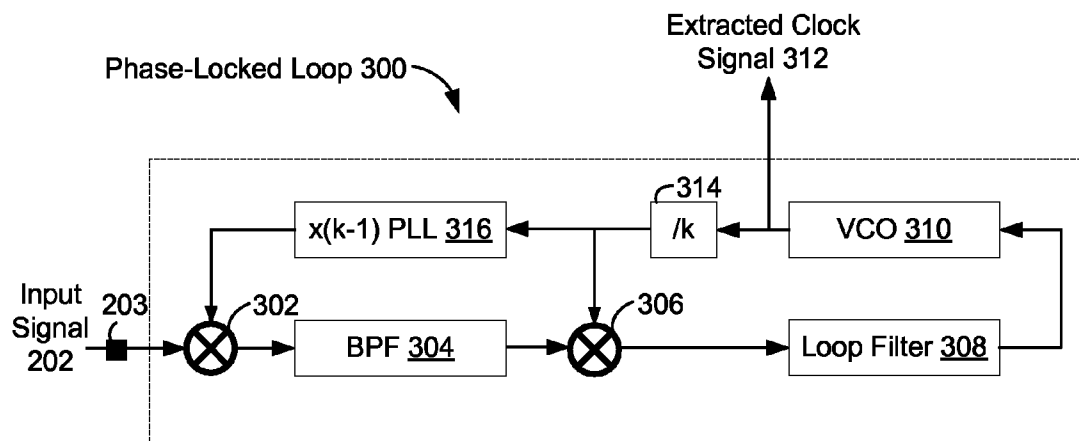 Extracted Clock
Signal 312
Phase-Locked Loop 300
314
x(k-1) PLL 316
/k
VCO 310
Input
Signal
202
203
302
306
BPF 304
Loop Filter 308